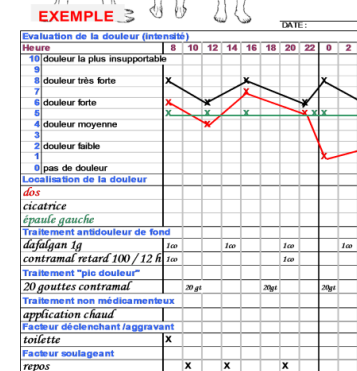 EXEMPLE
DATE :
Evaluation de la douleur (intensité)
Heure 8 10 12 14 16 18 20 22 0 2
10 douleur la plus insupportable
9
8 douleur très forte X X X X
7 X
6 douleur forte X X X
5 X X X X X
4 douleur moyenne X
3
2 douleur faible
1 X
0 pas de douleur
Localisation de la douleur
dos
cicatrice
épaule gauche
Traitement antidouleur de fond
dafalgan 1g 1co 1co 1co 1co
contramal retard 100 / 12 h 1co 1co
Traitement "pic douleur"
20 gouttes contramal 20 gt 18gt 20gt
Traitement non médicamenteux
application chaud
Facteur déclenchant /aggravant
toilette X
Facteur soulageant
repos X X X